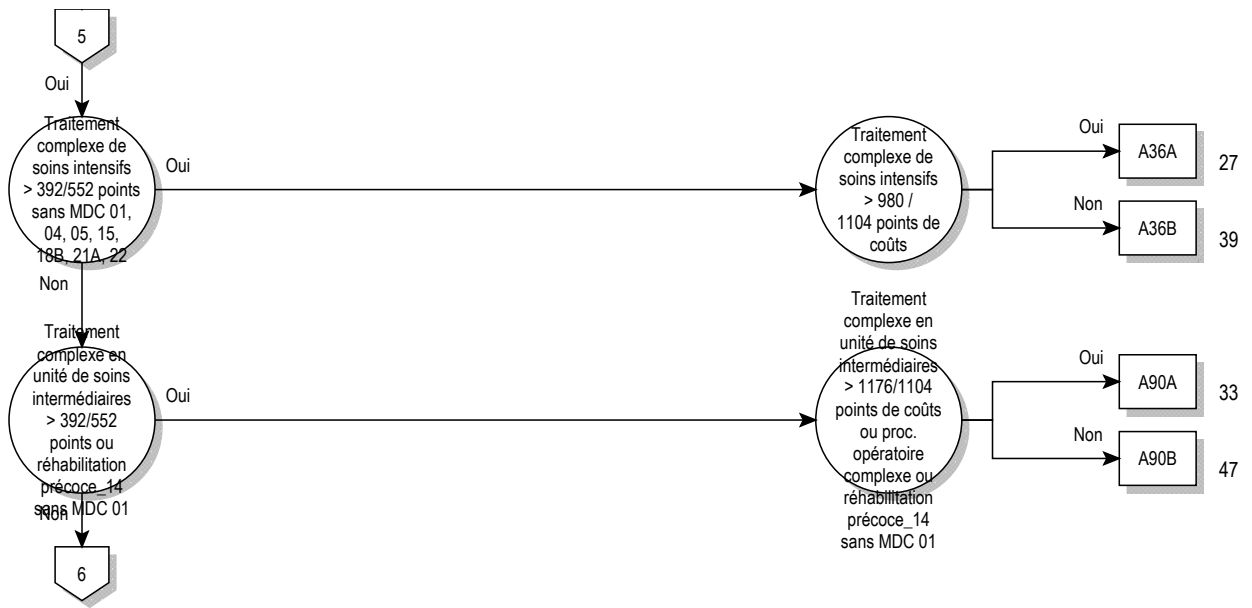 5
Oui
Traitement
complexe de
soins intensifs
> 392/552 points
sans MDC 01,
04, 05, 15,
18B, 21A, 22
Oui
Traitement
complexe de
soins intensifs
> 980 /
1104 points de
coûts
Oui
A36A
27
Non
A36B
39
Non
Traitement
complexe en
unité de soins
intermédiaires
> 392/552
points ou
réhabilitation
précoce_14
sans MDC 01
Oui
Traitement
complexe en
unité de soins
intermédiaires
> 1176/1104
points de coûts
ou proc.
opératoire
complexe ou
réhabilitation
précoce_14
sans MDC 01
Oui
A90A
33
Non
A90B
47
Non
6